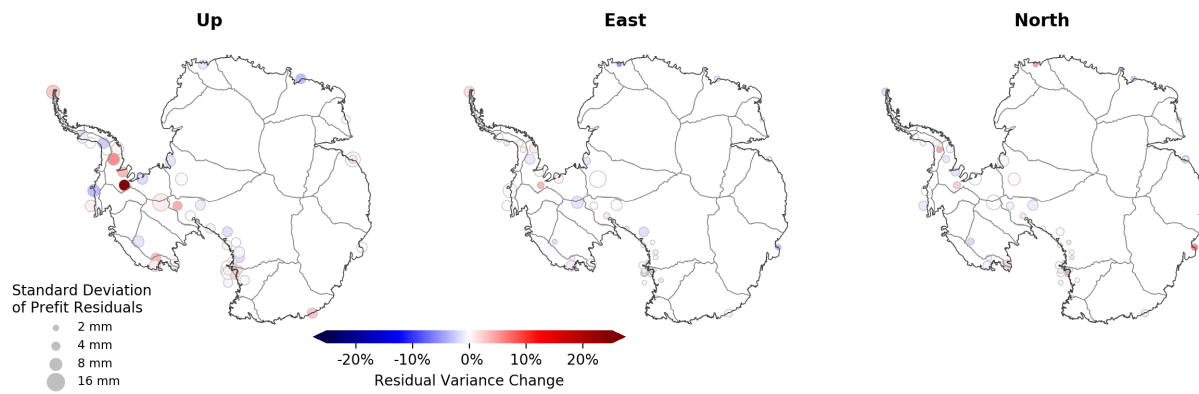 Up
East
North
Standard Deviation
of Prefit Residuals
2 mm
4 mm
8 mm
16 mm
-20% -10% 0% 10% 20%
Residual Variance Change